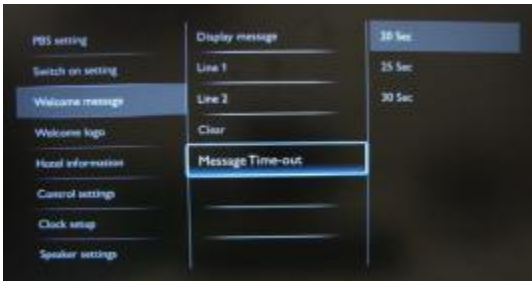 PBS setting
Switch on setting
Welcome message
Welcome logo
Hotel information
Control settings
Clock setup
Speaker settings
Display message
Line 1
Line 2
Clear
Message Time-out
20 Sec
25 Sec
30 Sec